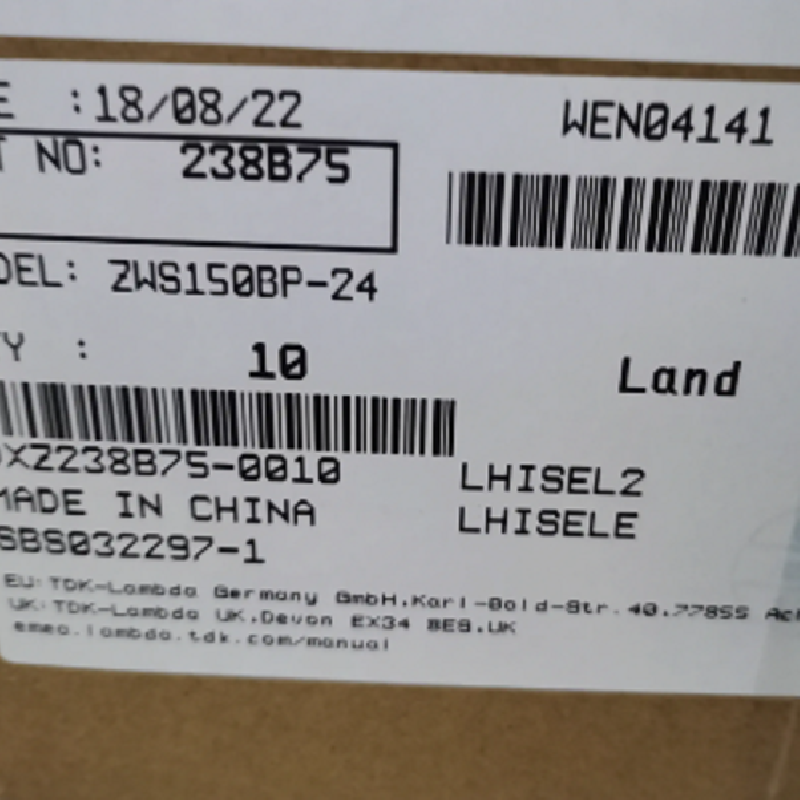 E :18/08/22
WEN04141
T NO: 238B75
DEL: ZWS150BP-24
Y : 10
Land
XZ238B75-0010
LHISEL2
MADE IN CHINA
LHISELE
SBS032297-1
EU:TDK-Lambda Germany GmbH,Karl-Bold-Str.40,77855 Ach
UK:TDK-Lambda UK,Devon EX34 8ES,UK
emea.lambda.tdk.com/manual